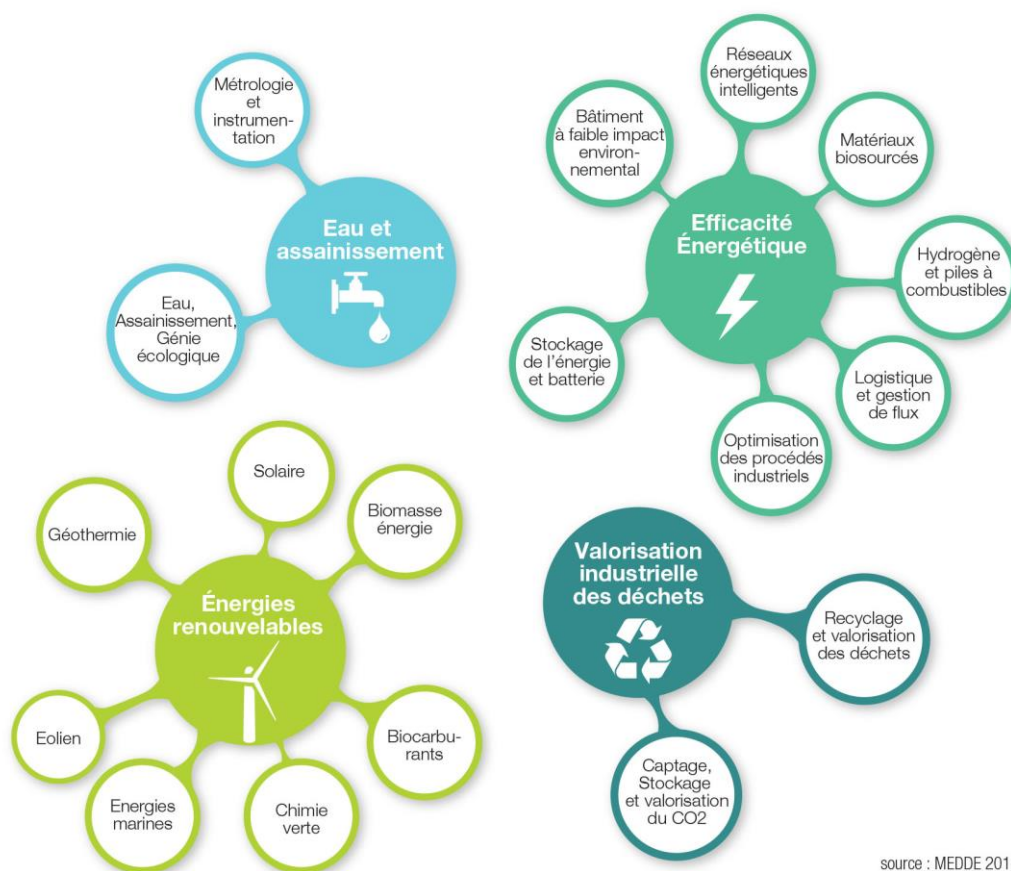 Métrologie
et
instrumen-
tation
Eau et
assainissement
Eau,
Assainissement,
Génie
écologique
Réseaux
énergétiques
intelligents
Bâtiment
à faible impact
environ-
nemental
Matériaux
biosourcés
Efficacité
Énergétique
Hydrogène
et piles à
combustibles
Stockage
de l'énergie
et batterie
Logistique
et gestion
de flux
Optimisation
des procédés
industriels
Solaire
Biomasse
énergie
Géothermie
Énergies
renouvelables
Eolien
Energies
marines
Chimie
verte
Biocarbu-
rants
Valorisation
industrielle
des déchets
Recyclage
et valorisation
des déchets
Captage,
Stockage
et valorisation
du CO2
source : MEDDE 201